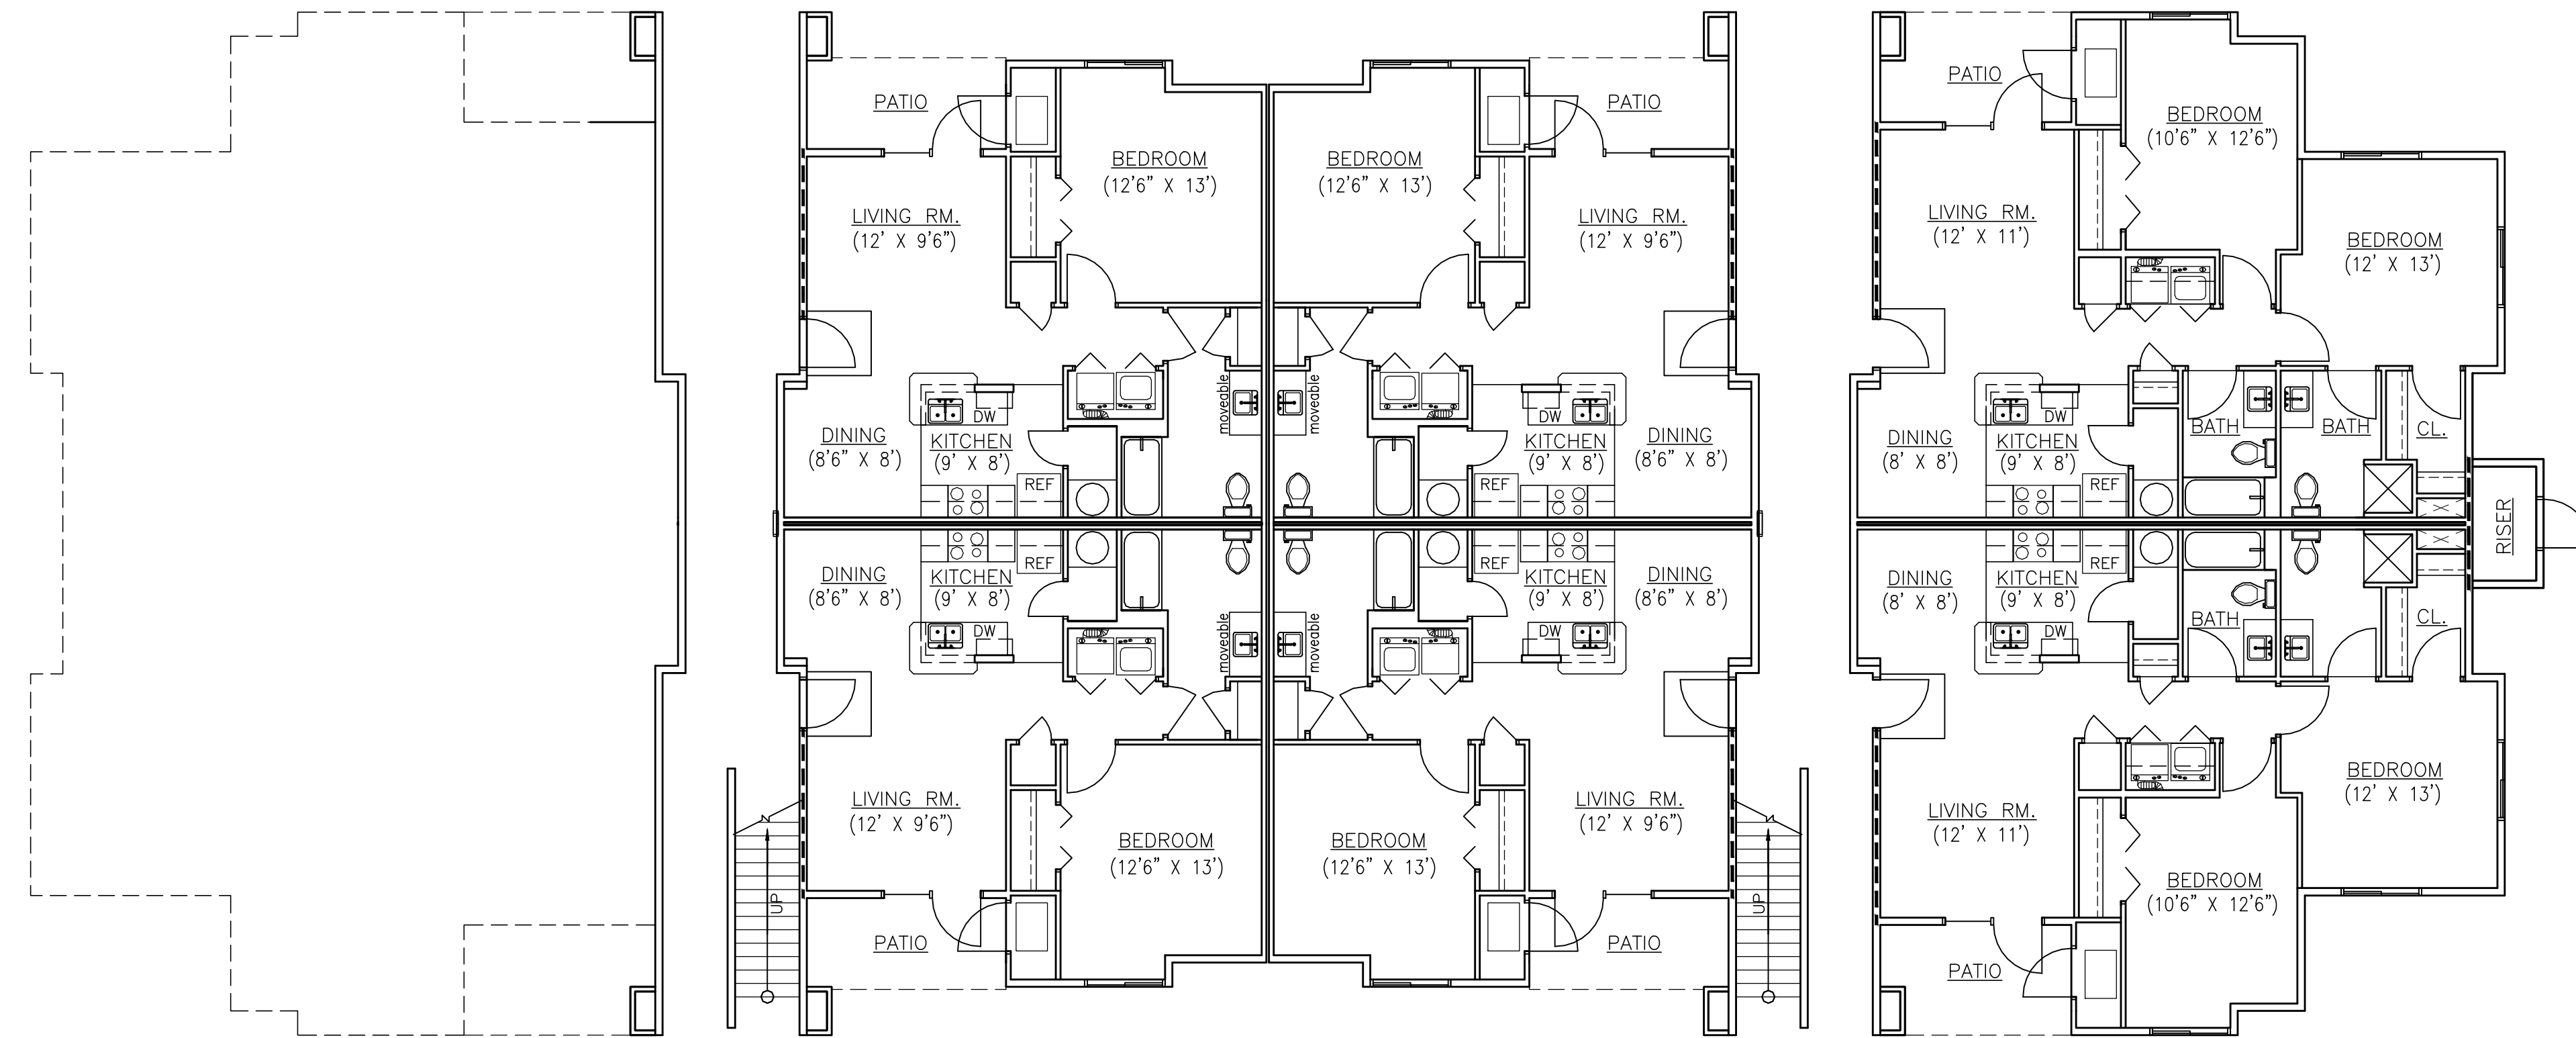 PATIO
BEDROOM
(12'6" X 13')
LIVING RM.
(12' X 9'6")
BEDROOM
(12'6" X 13')
PATIO
LIVING RM.
(12' X 9'6")
moveable
moveable
DW
DINING
(8'6" X 8')
KITCHEN
(9' X 8')
REF
DW
KITCHEN
(9' X 8')
DINING
(8'6" X 8')
REF
REF
DINING
(8'6" X 8')
KITCHEN
(9' X 8')
DW
REF
KITCHEN
(9' X 8')
DINING
(8'6" X 8')
DW
moveable
moveable
LIVING RM.
(12' X 9'6")
BEDROOM
(12'6" X 13')
BEDROOM
(12'6" X 13')
LIVING RM.
(12' X 9'6")
UP
PATIO
PATIO
UP
PATIO
BEDROOM
(10'6" X 12'6")
LIVING RM.
(12' X 11')
BEDROOM
(12' X 13')
DW
DINING
(8' X 8')
KITCHEN
(9' X 8')
REF
BATH
BATH
CL.
RISER
REF
DINING
(8' X 8')
KITCHEN
(9' X 8')
DW
BATH
CL.
BEDROOM
(12' X 13')
LIVING RM.
(12' X 11')
BEDROOM
(10'6" X 12'6")
PATIO